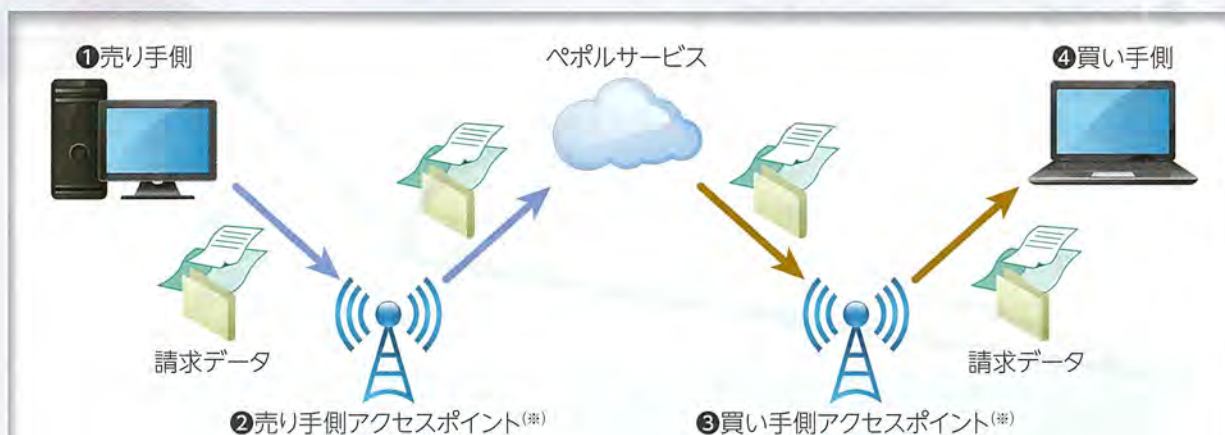 ❶売り手側
ペポルサービス
❹買い手側
請求データ
請求データ
❷売り手側アクセスポイント(※)
❸買い手側アクセスポイント(※)